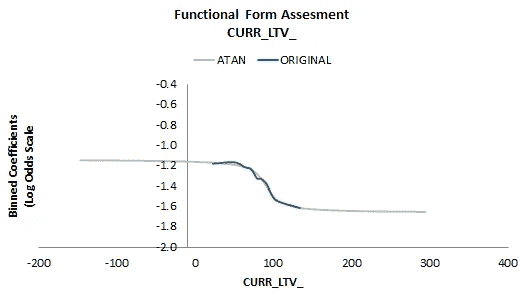 Functional Form Assesment
CURR_LTV_
ATAN ORIGINAL
Binned Coefficients
(Log Odds Scale
-0.4
-0.6
-0.8
-1.0
-1.2
-1.4
-1.6
-1.8
-2.0
-200 -100 0 100 200 300 400
CURR_LTV_